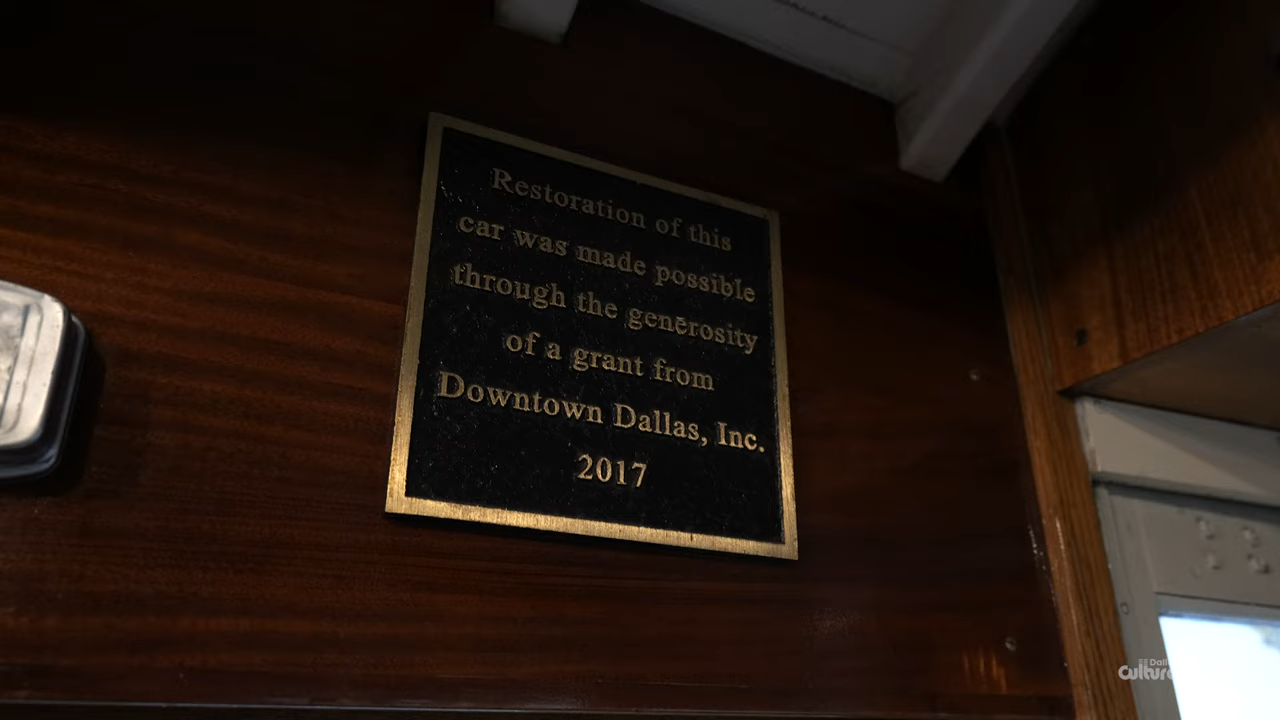 Restoration of this
car was made possible
through the generosity
of a grant from
Downtown Dallas, Inc.
2017